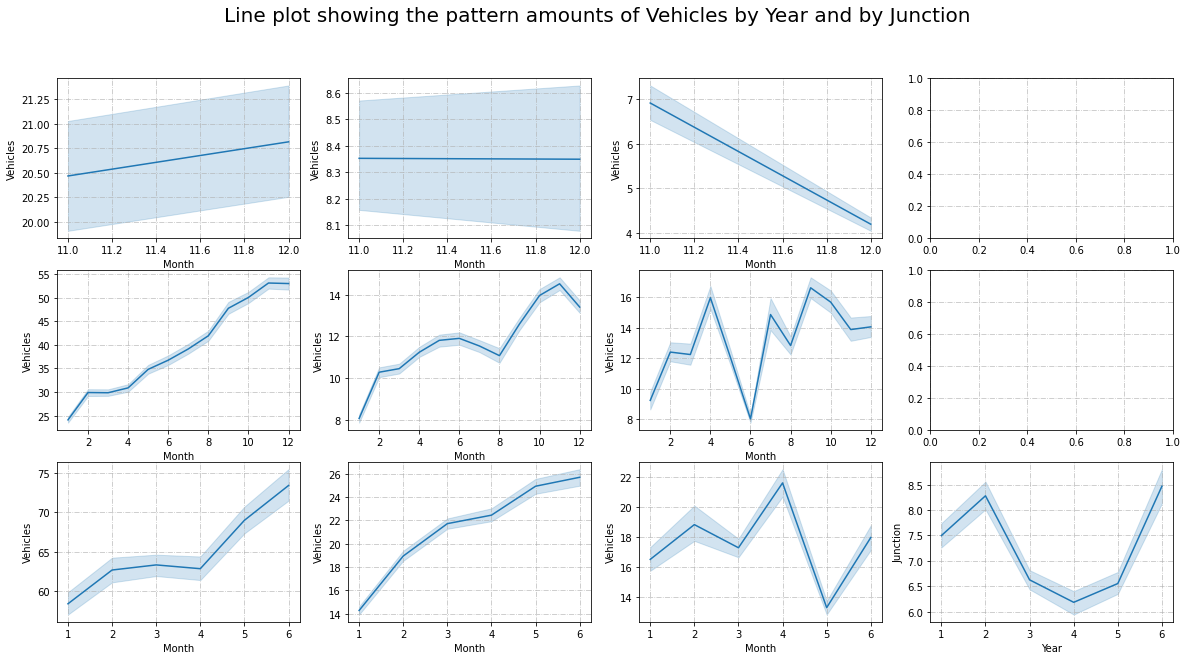 Line plot showing the pattern amounts of Vehicles by Year and by Junction
Vehicles
21.25
21.00
20.75
20.50
20.25
20.00
11.0 11.2 11.4 11.6 11.8 12.0
Month
Vehicles
8.6
8.5
8.4
8.3
8.2
8.1
11.0 11.2 11.4 11.6 11.8 12.0
Month
Vehicles
7
6
5
4
11.0 11.2 11.4 11.6 11.8 12.0
Month
1.0
0.8
0.6
0.4
0.2
0.0
0.0 0.2 0.4 0.6 0.8 1.0
Vehicles
55
50
45
40
35
30
25
2 4 6 8 10 12
Month
Vehicles
14
12
10
8
2 4 6 8 10 12
Month
Vehicles
16
14
12
10
8
2 4 6 8 10 12
Month
1.0
0.8
0.6
0.4
0.2
0.0
0.0 0.2 0.4 0.6 0.8 1.0
Vehicles
75
70
65
60
1 2 3 4 5 6
Month
Vehicles
26
24
22
20
18
16
14
1 2 3 4 5 6
Month
Vehicles
22
20
18
16
14
1 2 3 4 5 6
Month
Junction
8.5
8.0
7.5
7.0
6.5
6.0
1 2 3 4 5 6
Year